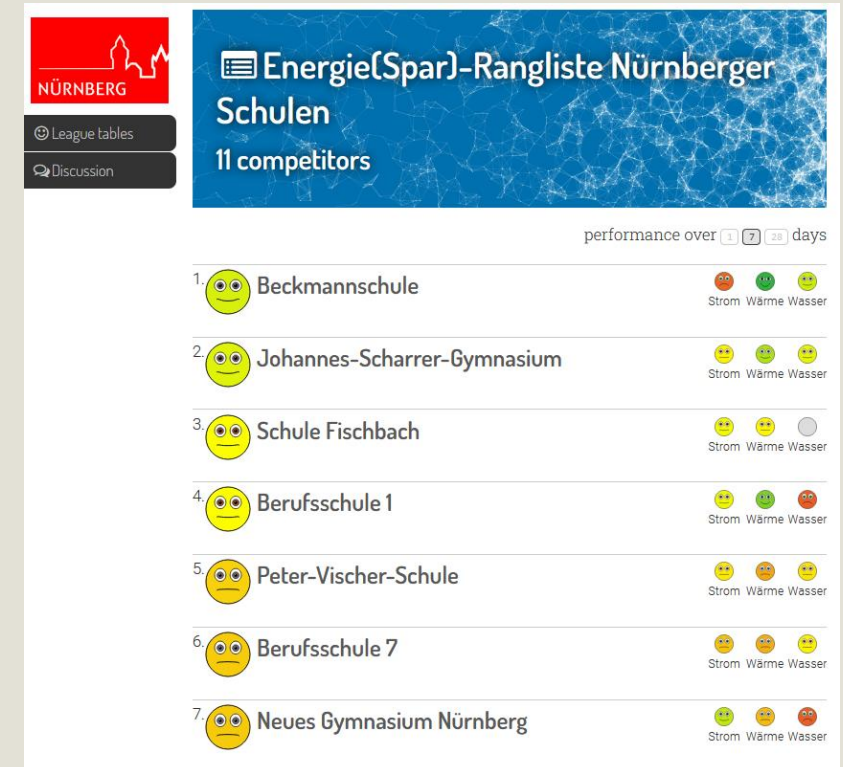 NÜRNBERG
League tables
Discussion
Energie(Spar)-Rangliste Nürnberger
Schulen
11 competitors
performance over 1 7 28 days
1. Beckmannschule
Strom Wärme Wasser
2. Johannes-Scharrer-Gymnasium
Strom Wärme Wasser
3. Schule Fischbach
Strom Wärme Wasser
4. Berufsschule 1
Strom Wärme Wasser
5. Peter-Vischer-Schule
Strom Wärme Wasser
6. Berufsschule 7
Strom Wärme Wasser
7. Neues Gymnasium Nürnberg
Strom Wärme Wasser